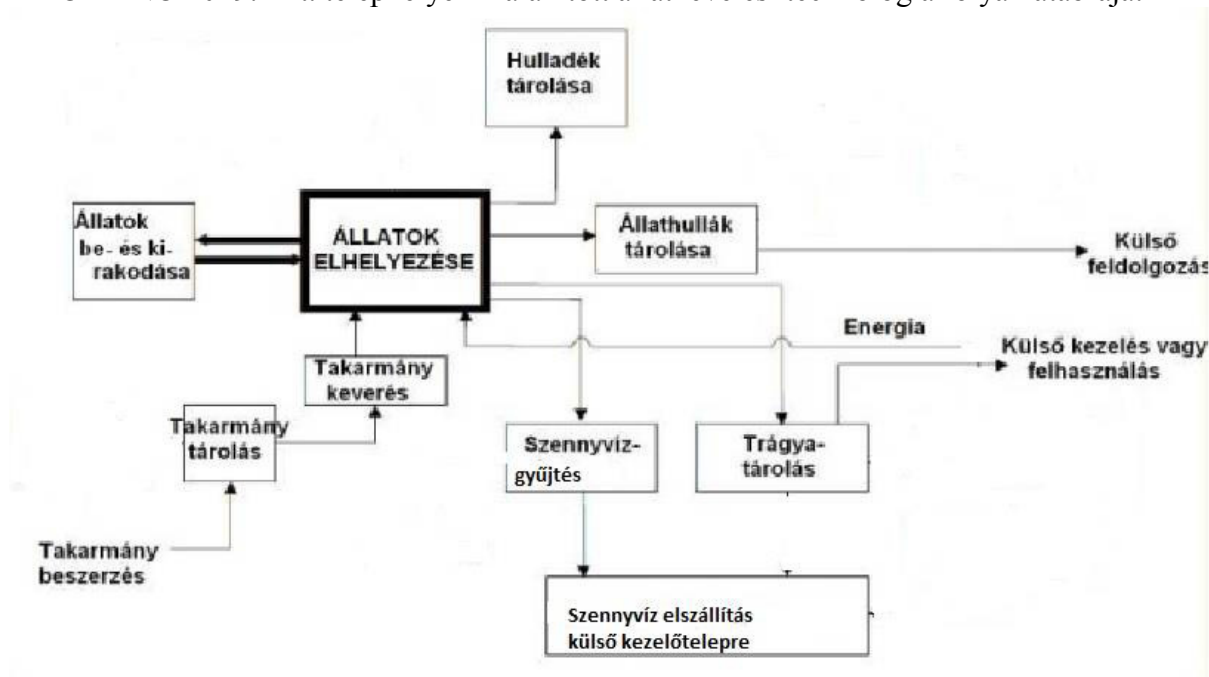 Hulladék
tárolása
Állatok
be- és ki-
rakodása
ÁLLATOK
ELHELYEZÉSE
Állathullák
tárolása
Külső
feldolgozás
Energia
Külső kezelés vagy
felhasználás
Takarmány
keverés
Takarmány
tárolás
Szennyvíz-
gyűjtés
Trágya-
tárolás
Takarmány
beszerzés
Szennyvíz elszállítás
külső kezelőtelepre